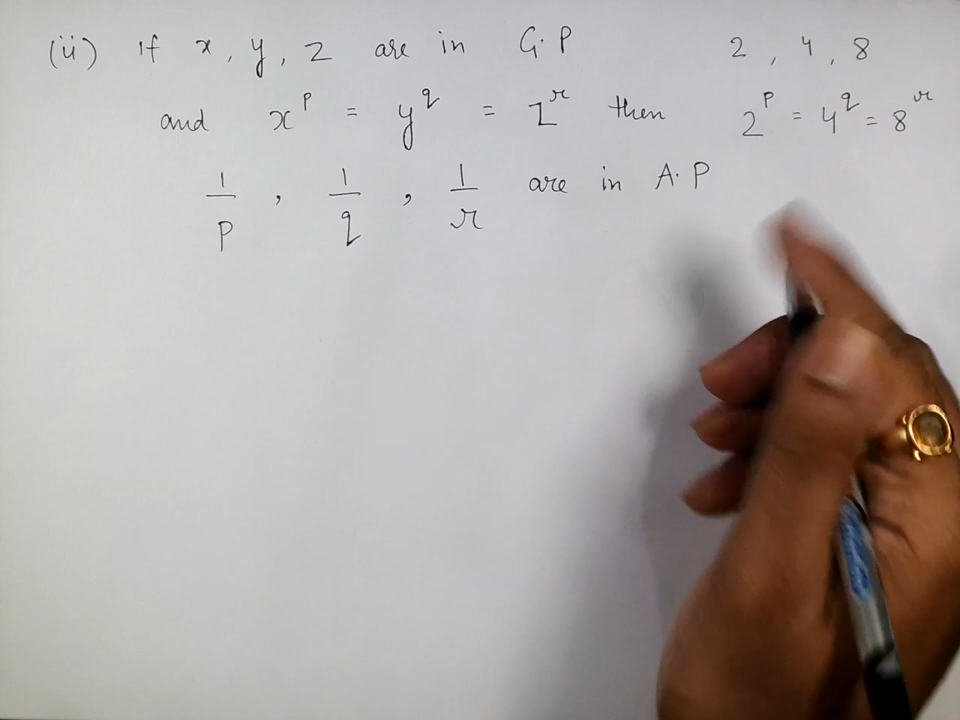 (ii) If x, y, z are in G.P 2, 4, 8
and x^p = y^q = z^r then 2^p = 4^q = 8^r
1/p, 1/q, 1/r are in A.P